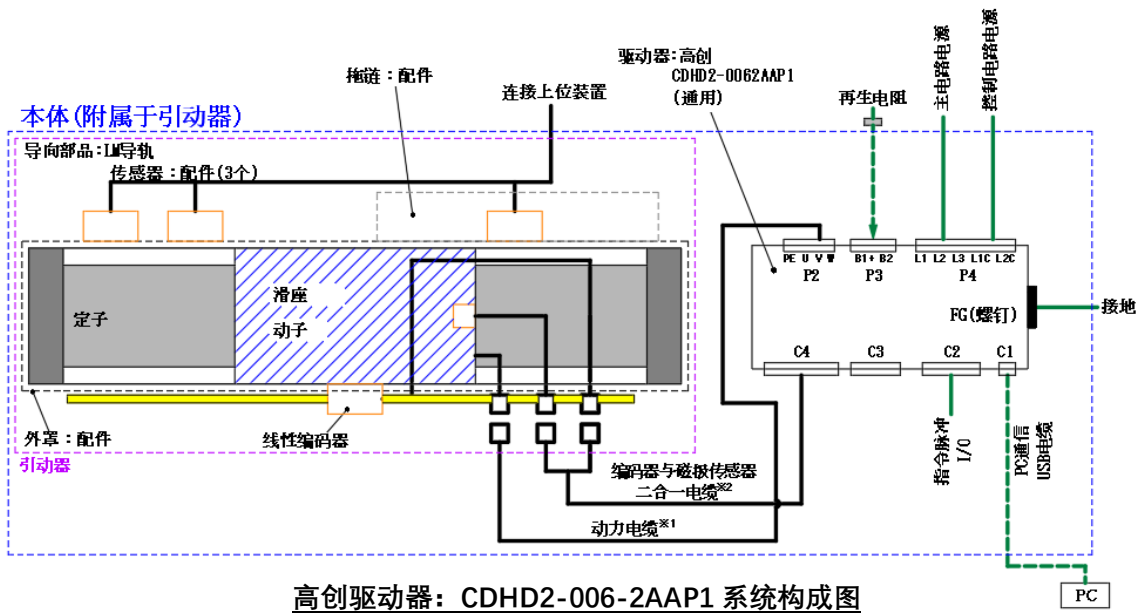 驱动器:高创
CDHD2-0062AAP1
(通用)
主电路电源
控制电路电源
拖链：配件
连接上位装置
再生电阻
本体(附属于引动器)
导向部品:LM导轨
传感器：配件(3个)
PE U V W
P2
B1+ B2
P3
L1 L2 L3 L1C L2C
P4
滑座
定子
动子
FG(螺钉)
接地
C4
C3
C2
C1
外罩：配件
线性编码器
引动器
编码器与磁极传感器
二合一电缆※2
动力电缆※1
指令脉冲
I/O
PC通信
USB电缆
PC
高创驱动器：CDHD2-006-2AAP1 系统构成图